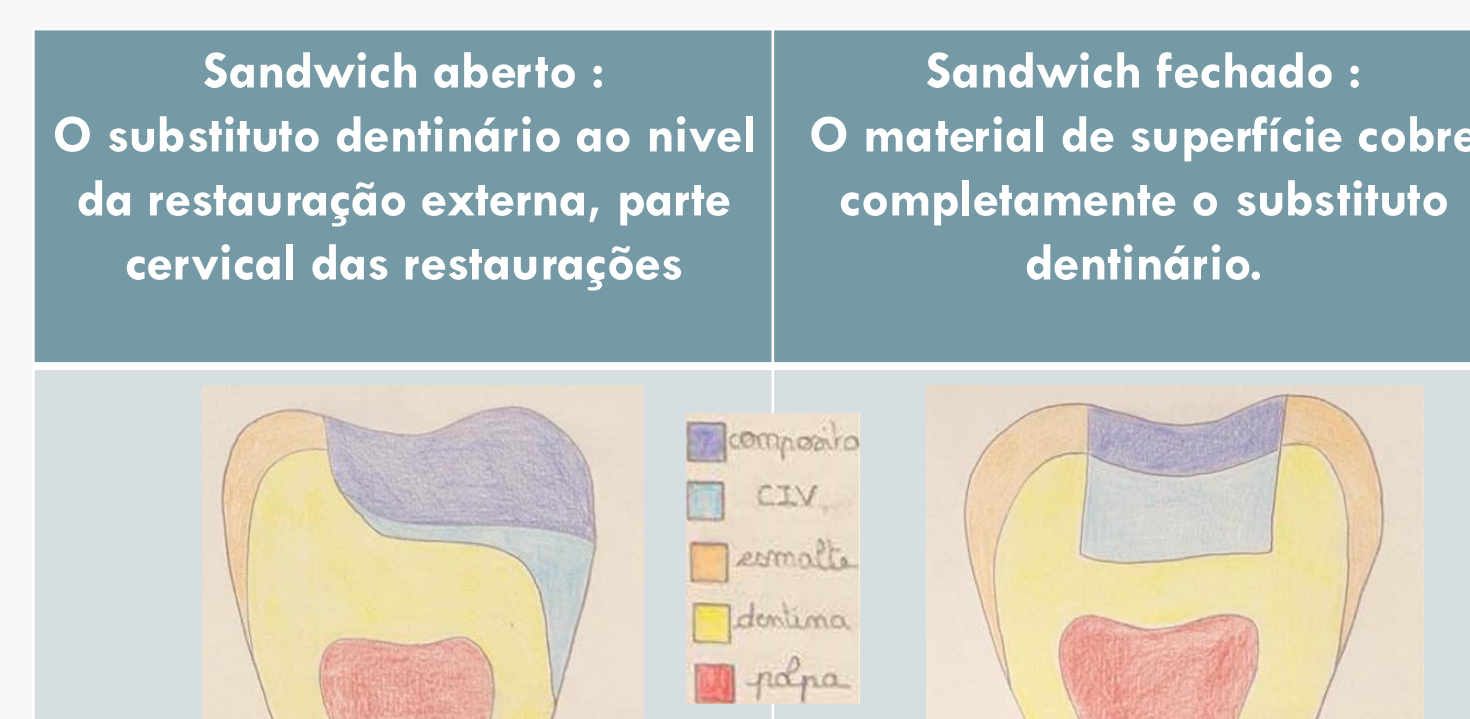 Sandwich aberto :
O substituto dentinário ao nivel
da restauração externa, parte
cervical das restaurações
Sandwich fechado :
O material de superfície cobre
completamente o substituto
dentinário.
composito
CIV
esmalte
dentina
polpa